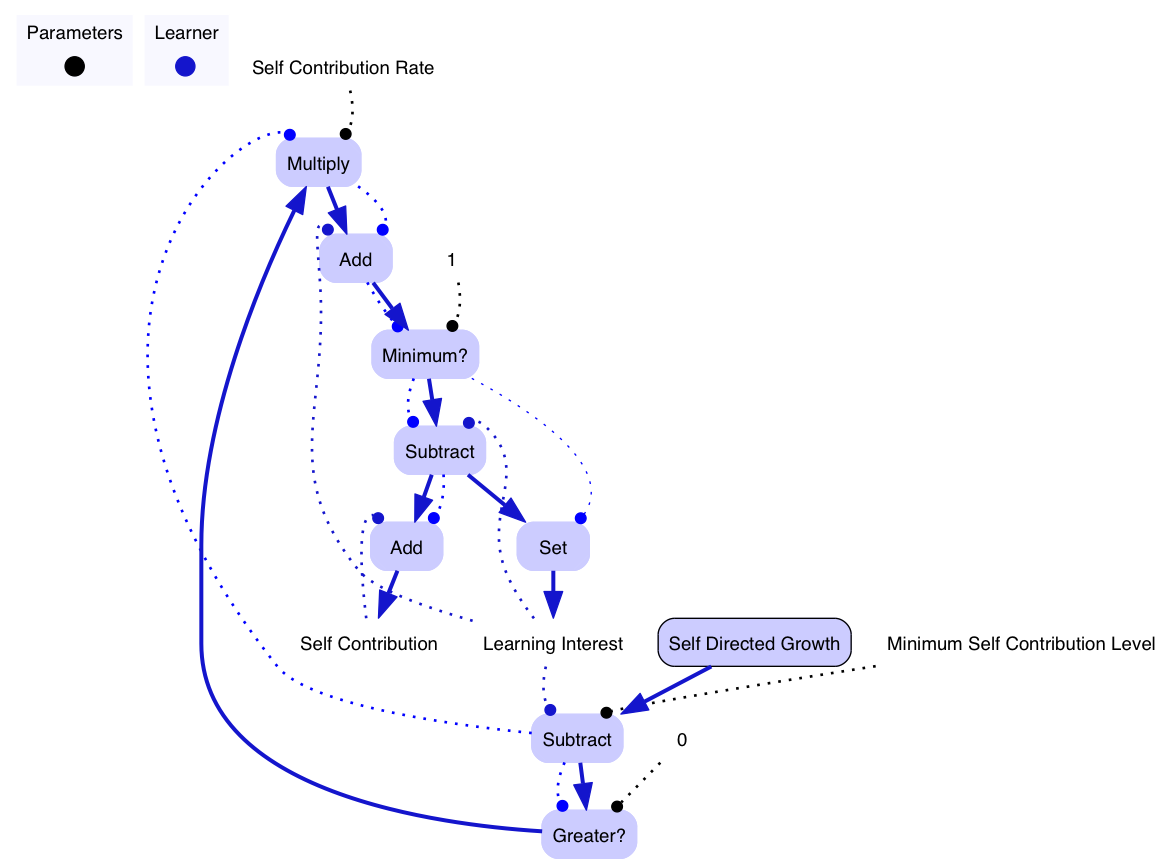 Parameters
Learner
Self Contribution Rate
Multiply
Add
1
Minimum?
Subtract
Add
Set
Self Contribution
Learning Interest
Self Directed Growth
Minimum Self Contribution Level
Subtract
0
Greater?